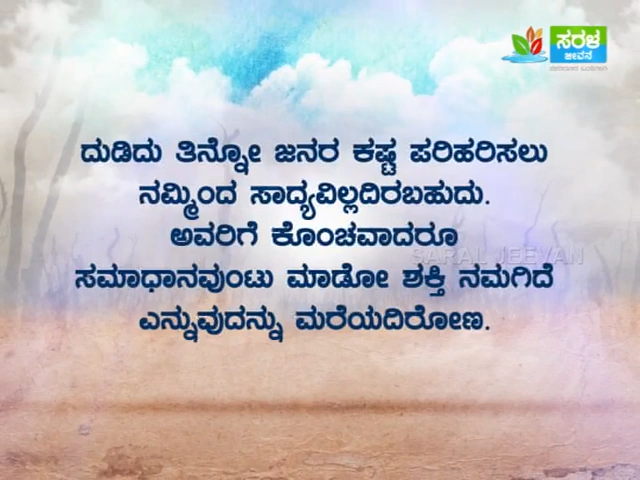 ಸರಳ
ಜೀವನ
ದುಡಿದು ತಿನ್ನೋ ಜನರ ಕಷ್ಟ ಪರಿಹರಿಸಲು
ನಮ್ಮಿಂದ ಸಾದ್ಯವಿಲ್ಲದಿರಬಹುದು.
ಅವರಿಗೆ ಕೊಂಚವಾದರೂ
SARAL JEEVAN
ಸಮಾಧಾನವುಂಟು ಮಾಡೋ ಶಕ್ತಿ ನಮಗಿದೆ
ಎನ್ನುವುದನ್ನು ಮರೆಯದಿರೋಣ.